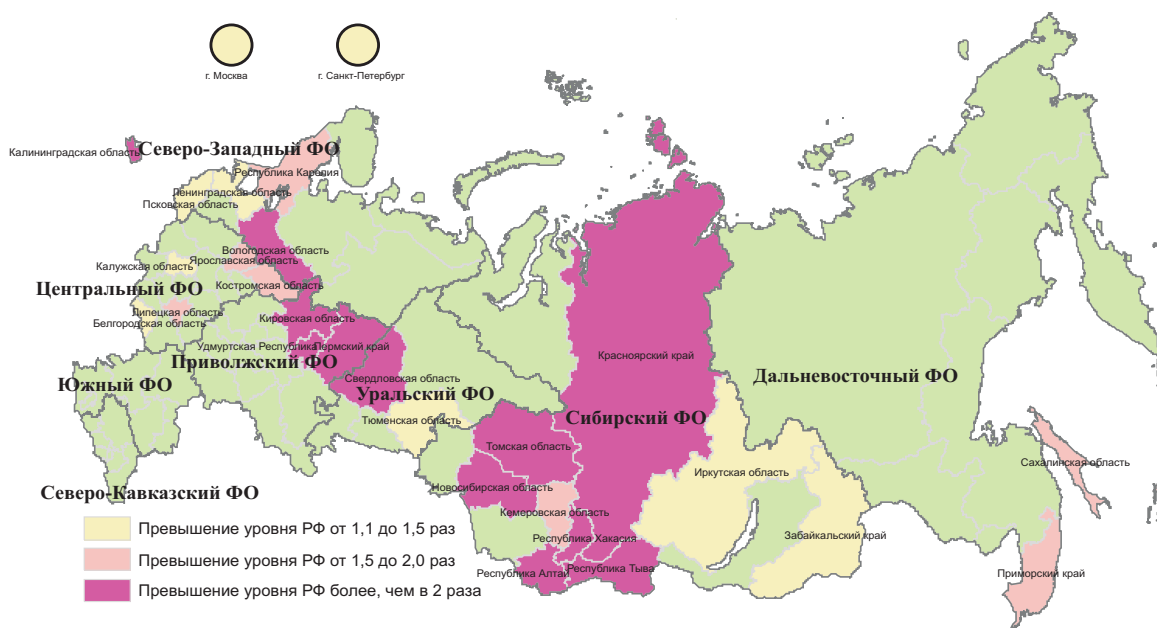 г. Москва
г. Санкт-Петербург
Калининградская область
Северо-Западный ФО
Республика Карелия
Ленинградская область
Псковская область
Вологодская область
Ярославская область
Калужская область
Костромская область
Центральный ФО
Липецкая область
Белгородская область
Кировская область
Удмуртская Республика
Пермский край
Приволжский ФО
Красноярский край
Южный ФО
Свердловская область
Уральский ФО
Дальневосточный ФО
Тюменская область
Сибирский ФО
Томская область
Сахалинская область
Иркутская область
Новосибирская область
Северо-Кавказский ФО
Кемеровская область
Превышение уровня РФ от 1,1 до 1,5 раз
Забайкальский край
Республика Хакасия
Превышение уровня РФ от 1,5 до 2,0 раз
Республика Алтай
Республика Тыва
Приморский край
Превышение уровня РФ более, чем в 2 раза